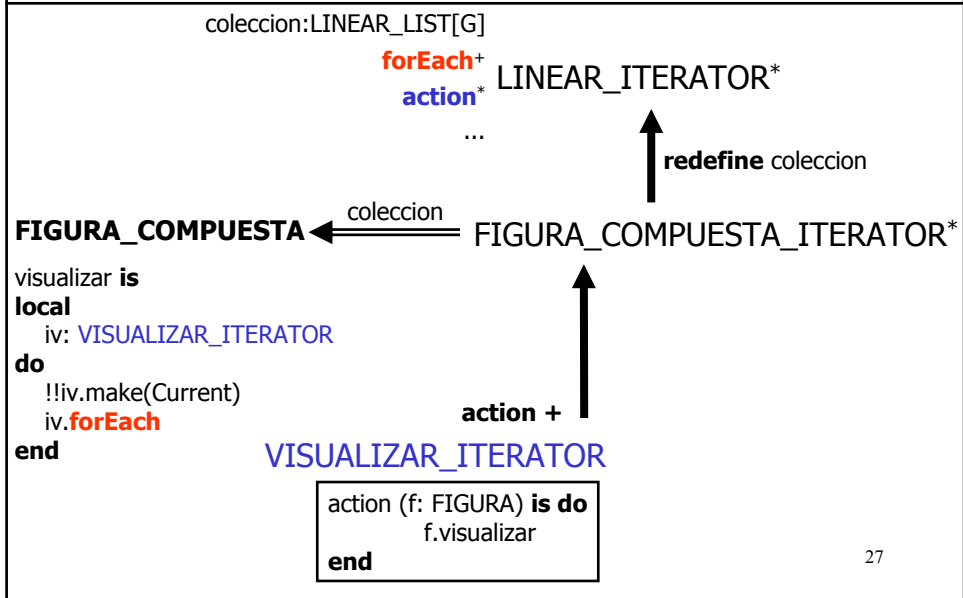 coleccion:LINEAR_LIST[G]
forEach+
action*
...
LINEAR_ITERATOR*
redefine coleccion
FIGURA_COMPUESTA
coleccion
FIGURA_COMPUESTA_ITERATOR*
visualizar is
local
iv: VISUALIZAR_ITERATOR
do
!!iv.make(Current)
iv.forEach
end
action +
VISUALIZAR_ITERATOR
action (f: FIGURA) is do
f.visualizar
end
27